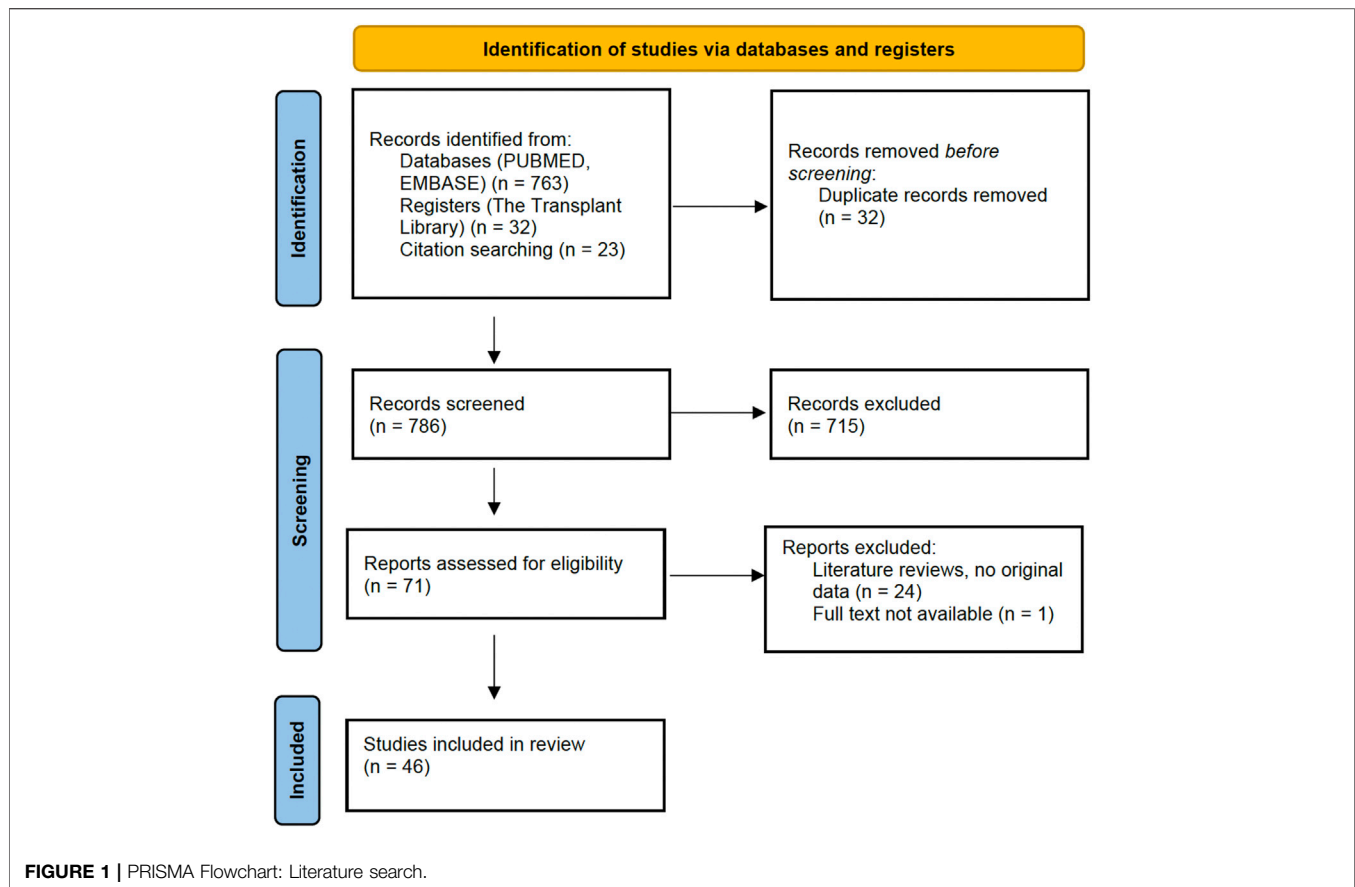 Identification of studies via databases and registers
Identification
Records identified from:
Databases (PUBMED,
EMBASE) (n = 763)
Registers (The Transplant
Library) (n = 32)
Citation searching (n = 23)
Records removed before
screening:
Duplicate records removed
(n = 32)
Screening
Records screened
(n = 786)
Records excluded
(n = 715)
Reports assessed for eligibility
(n = 71)
Reports excluded:
Literature reviews, no original
data (n = 24)
Full text not available (n = 1)
Included
Studies included in review
(n = 46)
FIGURE 1 | PRISMA Flowchart: Literature search.